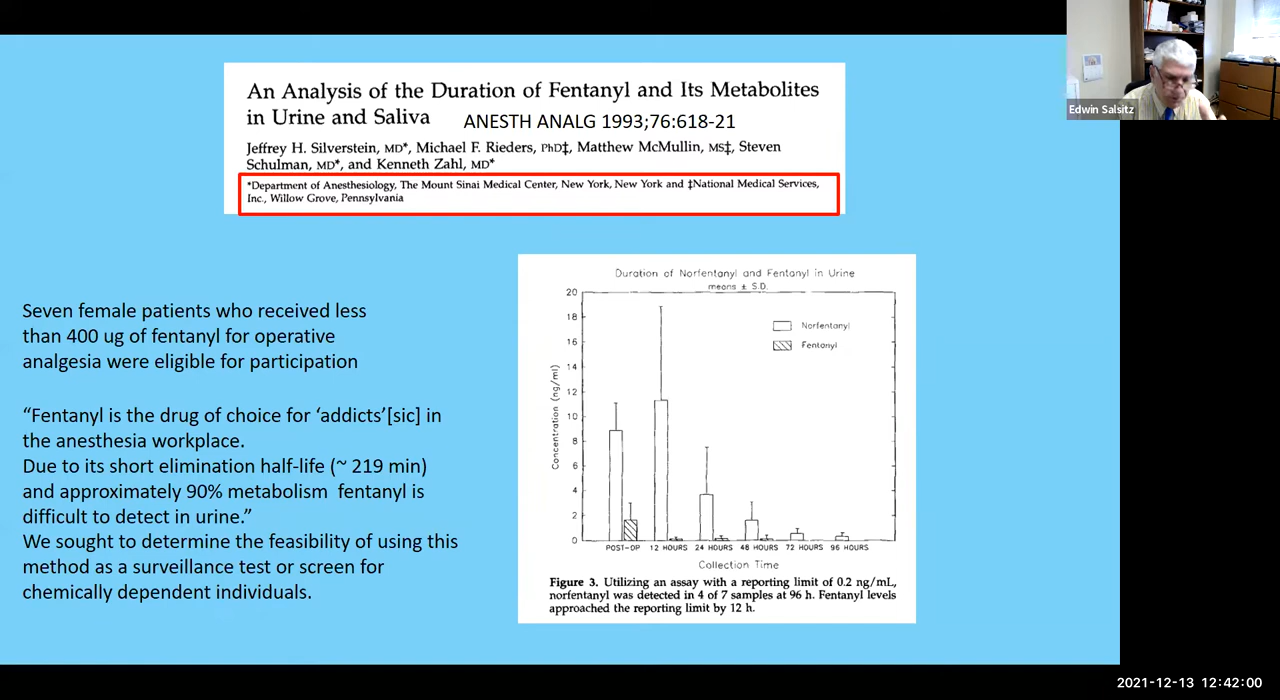 An Analysis of the Duration of Fentanyl and Its Metabolites
in Urine and Saliva
ANESTH ANALG 1993;76:618-21
Jeffrey H. Silverstein, MD*, Michael F. Rieders, PhD‡, Matthew McMullin, MS‡, Steven
Schulman, MD*, and Kenneth Zahl, MD*
*Department of Anesthesiology, The Mount Sinai Medical Center, New York, New York and ‡National Medical Services,
Inc., Willow Grove, Pennsylvania
Edwin Salsitz
Seven female patients who received less
than 400 ug of fentanyl for operative
analgesia were eligible for participation
“Fentanyl is the drug of choice for ‘addicts’[sic] in
the anesthesia workplace.
Due to its short elimination half-life (~ 219 min)
and approximately 90% metabolism fentanyl is
difficult to detect in urine.”
We sought to determine the feasibility of using this
method as a surveillance test or screen for
chemically dependent individuals.
Duration of Norfentanyl and Fentanyl in Urine
means ± S.D.
Concentration (ng/ml)
20
18
16
14
12
10
8
6
4
2
0
Norfentanyl
Fentanyl
POST-OP 12 HOURS 24 HOURS 48 HOURS 72 HOURS 96 HOURS
Collection Time
Figure 3. Utilizing an assay with a reporting limit of 0.2 ng/mL,
norfentanyl was detected in 4 of 7 samples at 96 h. Fentanyl levels
approached the reporting limit by 12 h.
2021-12-13 12:42:00